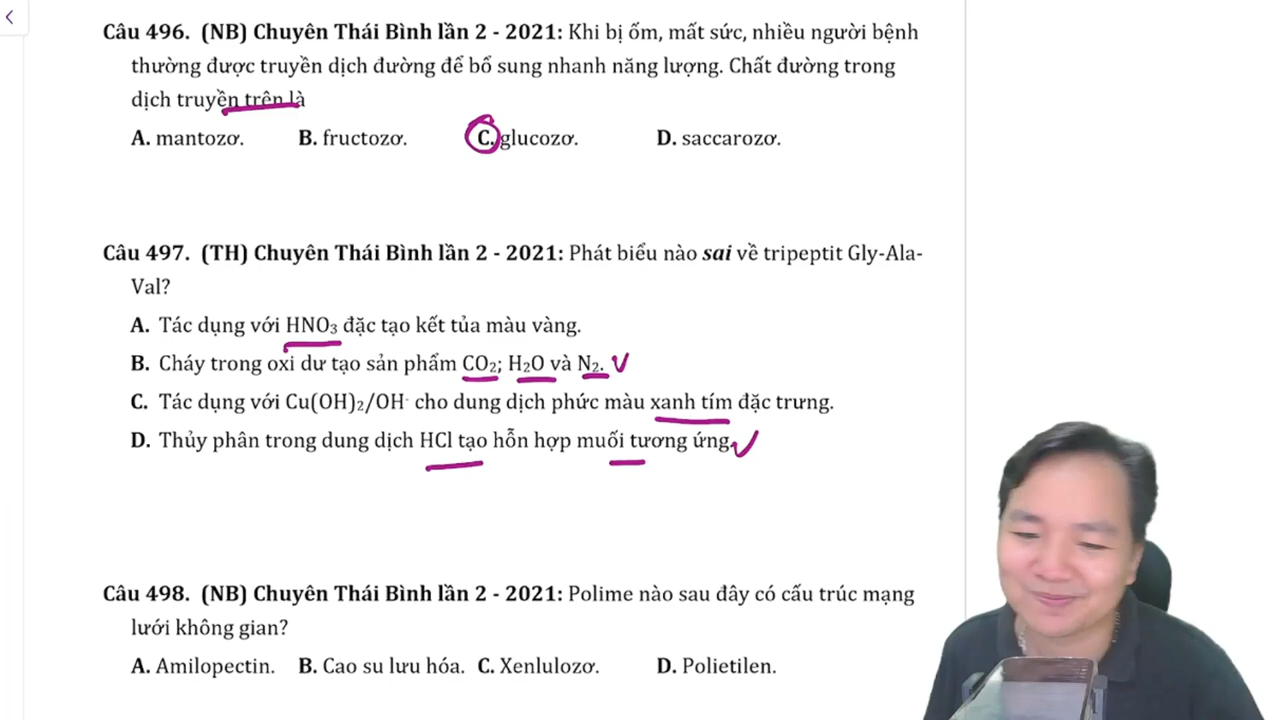 Câu 496. (NB) Chuyên Thái Bình lần 2 - 2021: Khi bị ốm, mất sức, nhiều người bệnh
thường được truyền dịch đường để bổ sung nhanh năng lượng. Chất đường trong
dịch truyền trên là
A. mantozơ. B. fructozơ. C. glucozơ. D. saccarozơ.
Câu 497. (TH) Chuyên Thái Bình lần 2 - 2021: Phát biểu nào sai về tripeptit Gly-Ala-
Val?
A. Tác dụng với HNO₃ đặc tạo kết tủa màu vàng.
B. Cháy trong oxi dư tạo sản phẩm CO₂; H₂O và N₂.
C. Tác dụng với Cu(OH)₂/OH⁻ cho dung dịch phức màu xanh tím đặc trưng.
D. Thủy phân trong dung dịch HCl tạo hỗn hợp muối tương ứng.
Câu 498. (NB) Chuyên Thái Bình lần 2 - 2021: Polime nào sau đây có cấu trúc mạng
lưới không gian?
A. Amilopectin. B. Cao su lưu hóa. C. Xenlulozơ. D. Polietilen.